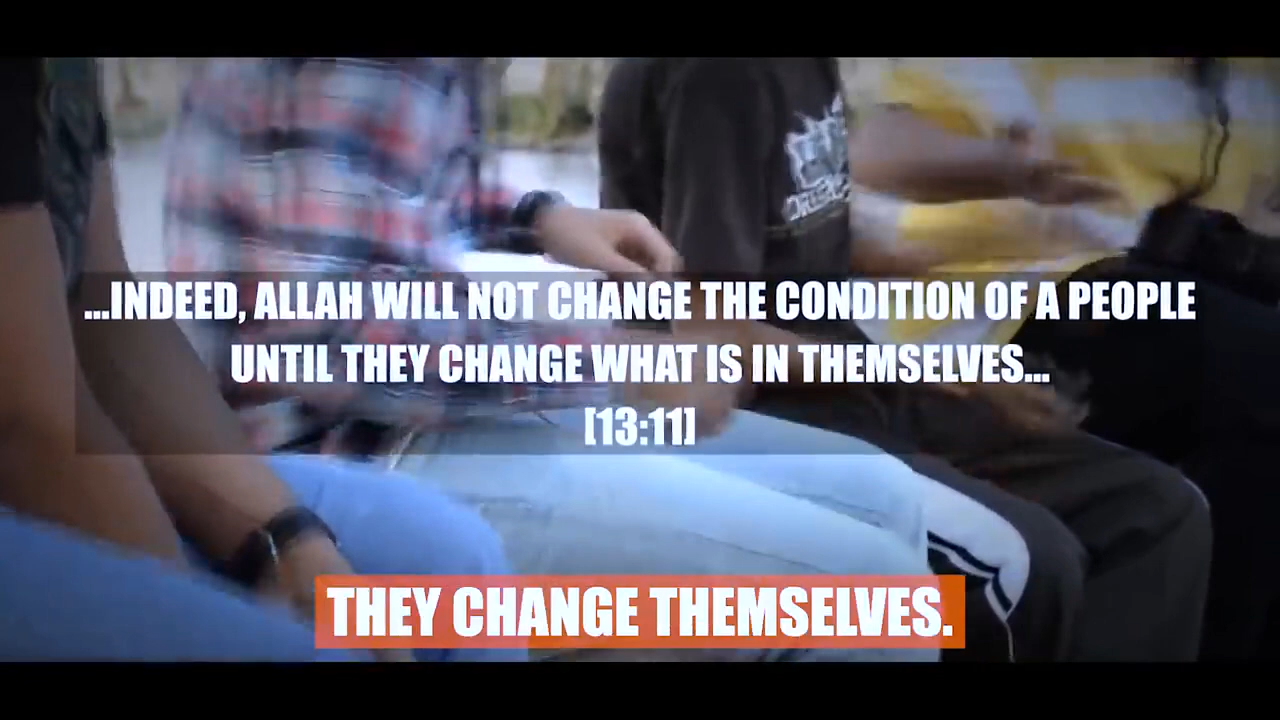 ...INDEED, ALLAH WILL NOT CHANGE THE CONDITION OF A PEOPLE
UNTIL THEY CHANGE WHAT IS IN THEMSELVES...
[13:11]
THEY CHANGE THEMSELVES.